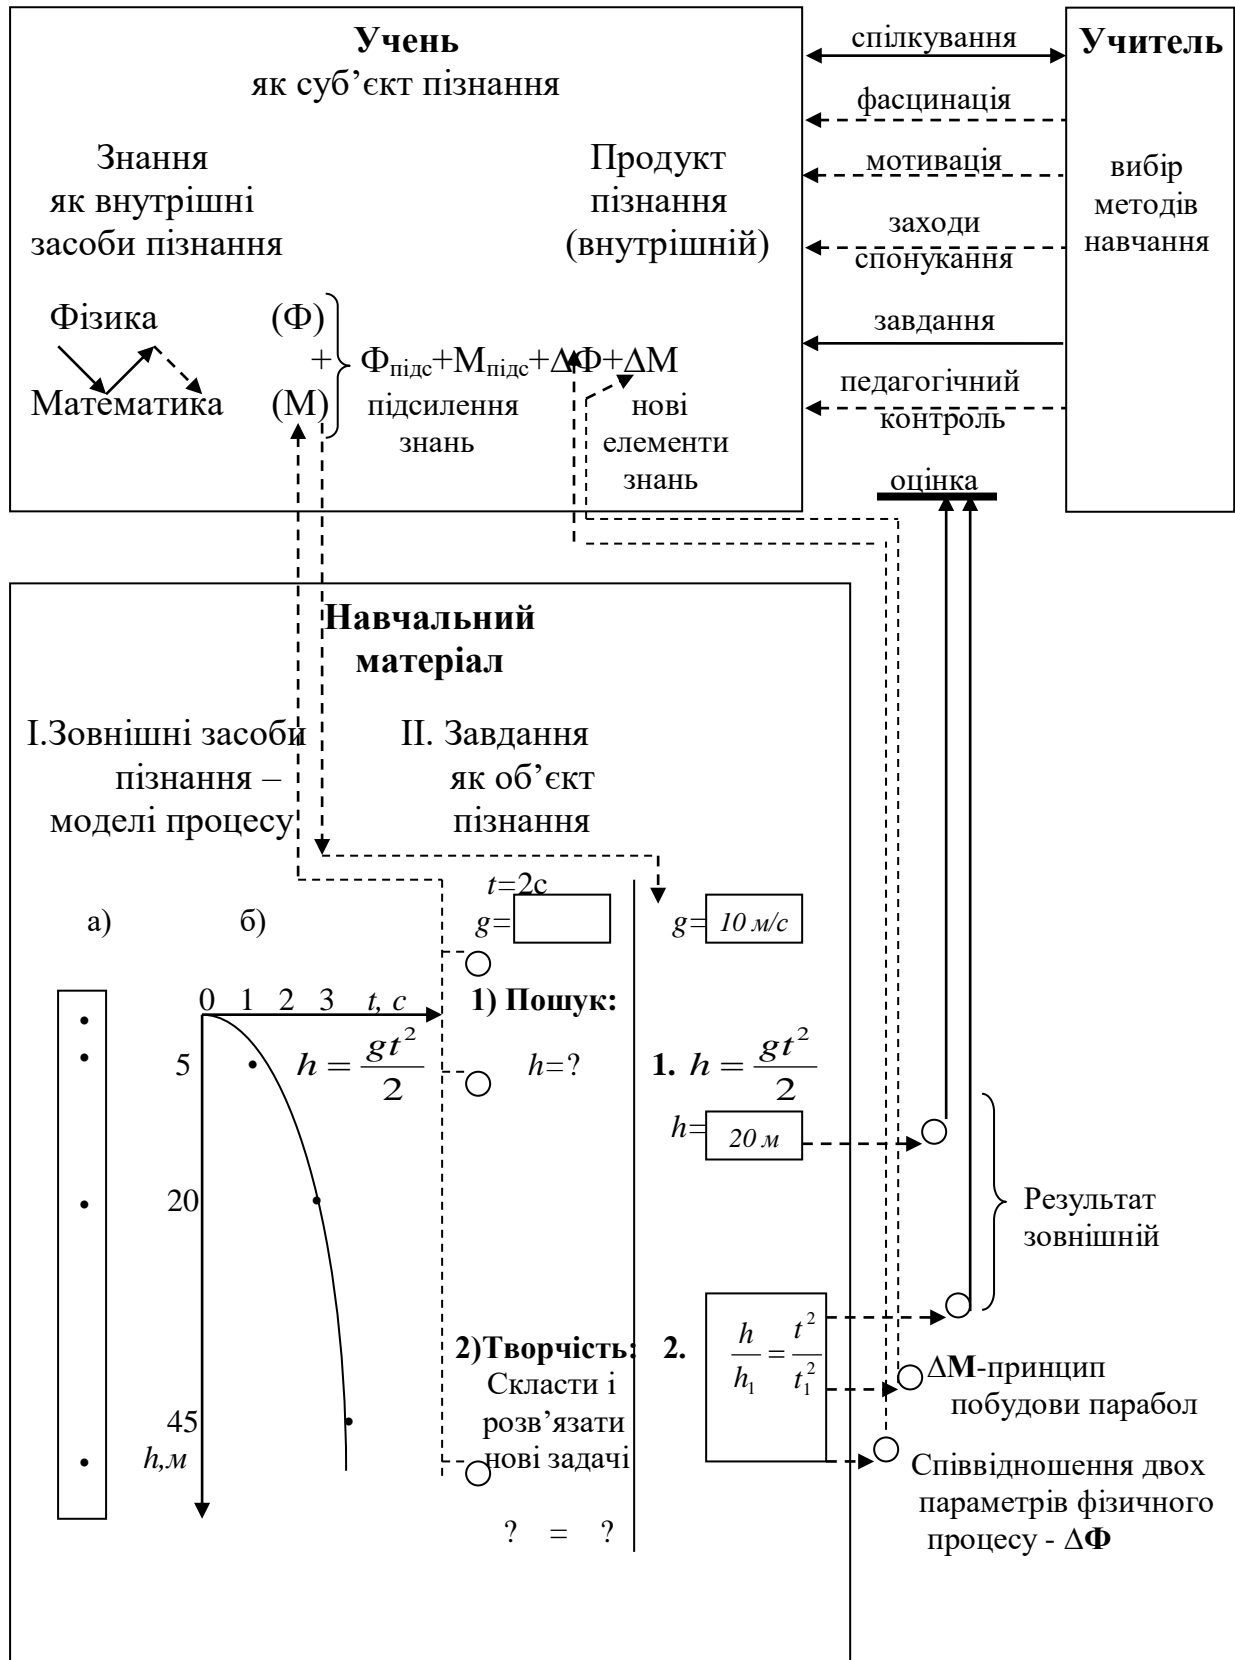 Учень
як суб’єкт пізнання
Знання
як внутрішні
засоби пізнання
Продукт
пізнання
(внутрішній)
Фізика
Математика
(Ф)
+
(М)
Фпідс+Мпідс+ΔФ+ΔМ
підсилення
знань
нові
елементи
знань
спілкування
фасцинація
мотивація
заходи
спонукання
завдання
педагогічний
контроль
оцінка
Учитель
вибір
методів
навчання
Навчальний
матеріал
І.Зовнішні засоби
пізнання –
моделі процесу
ІІ. Завдання
як об’єкт
пізнання
а)
б)
0 1 2 3 t, с
5
20
45
h,м
h = gt²/2
t=2с
g=
1) Пошук:
h=?
2)Творчість:
Скласти і
розв’язати
нові задачі
? = ?
g= 10 м/с
1. h = gt²/2
h= 20 м
2. h/h₁ = t²/t₁²
Результат
зовнішній
ΔМ-принцип
побудови парабол
Співвідношення двох
параметрів фізичного
процесу - ΔФ